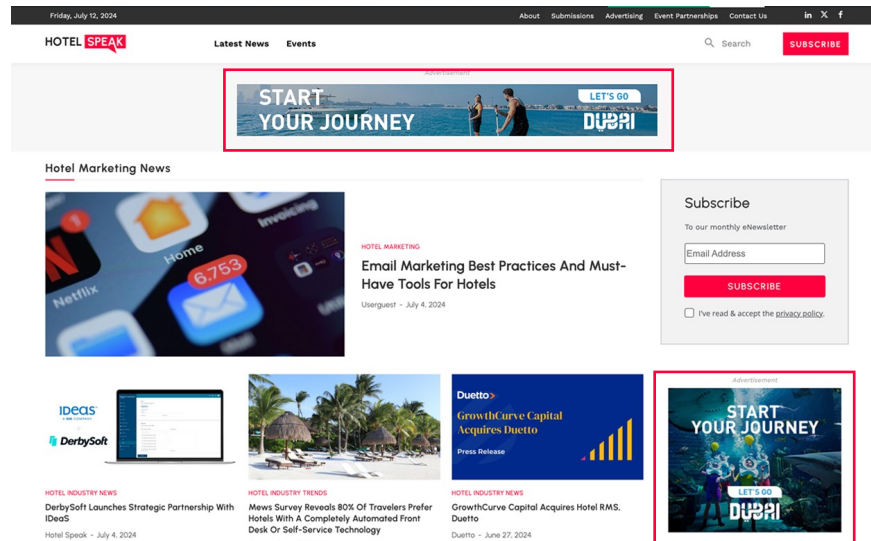 Friday, July 12, 2024
About Submissions Advertising Event Partnerships Contact Us in X f
HOTEL SPEAK
Latest News Events
Search
SUBSCRIBE
Advertisement
START
YOUR JOURNEY
LET'S GO
DUBAI
Hotel Marketing News
Netflix
Home
Invoicing
6,753
HOTEL MARKETING
Email Marketing Best Practices And Must-
Have Tools For Hotels
Userguest - July 4, 2024
Subscribe
To our monthly eNewsletter
Email Address
SUBSCRIBE
I've read & accept the privacy policy.
IDeaS
DerbySoft
HOTEL INDUSTRY NEWS
DerbySoft Launches Strategic Partnership With
IDeaS
Hotel Speak - July 4, 2024
HOTEL INDUSTRY TRENDS
Mews Survey Reveals 80% Of Travelers Prefer
Hotels With A Completely Automated Front
Desk Or Self-Service Technology
Duetto>
GrowthCurve Capital
Acquires Duetto
Press Release
HOTEL INDUSTRY NEWS
GrowthCurve Capital Acquires Hotel RMS,
Duetto
Duetto - June 27, 2024
Advertisement
START
YOUR JOURNEY
LET'S GO
DUBAI